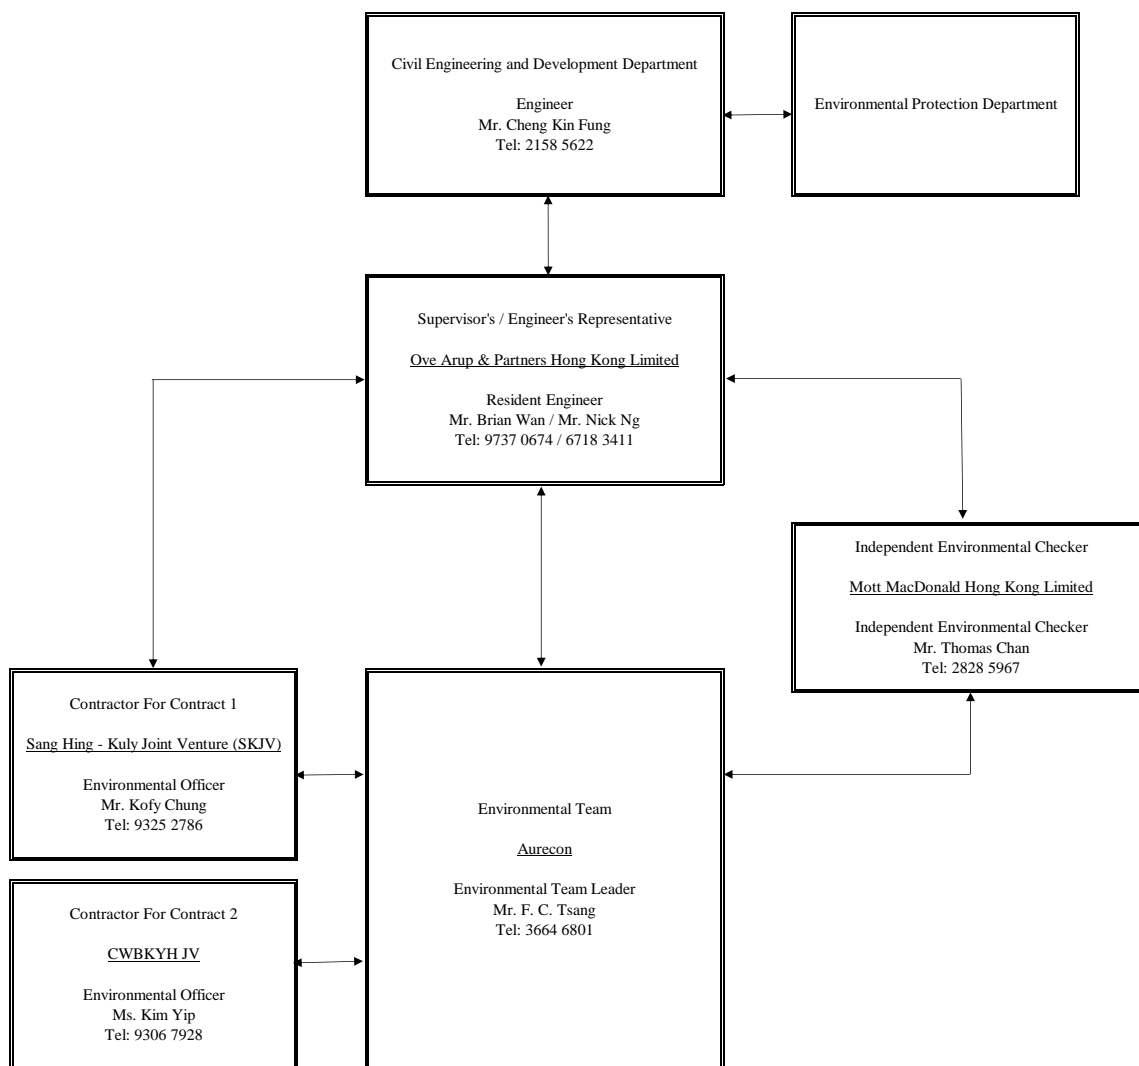 Civil Engineering and Development Department
Engineer
Mr. Cheng Kin Fung
Tel: 2158 5622
Environmental Protection Department
Supervisor's / Engineer's Representative
Ove Arup & Partners Hong Kong Limited
Resident Engineer
Mr. Brian Wan / Mr. Nick Ng
Tel: 9737 0674 / 6718 3411
Independent Environmental Checker
Mott MacDonald Hong Kong Limited
Independent Environmental Checker
Mr. Thomas Chan
Tel: 2828 5967
Contractor For Contract 1
Sang Hing - Kuly Joint Venture (SKJV)
Environmental Officer
Mr. Kofy Chung
Tel: 9325 2786
Environmental Team
Aurecon
Environmental Team Leader
Mr. F. C. Tsang
Tel: 3664 6801
Contractor For Contract 2
CWBKYH JV
Environmental Officer
Ms. Kim Yip
Tel: 9306 7928